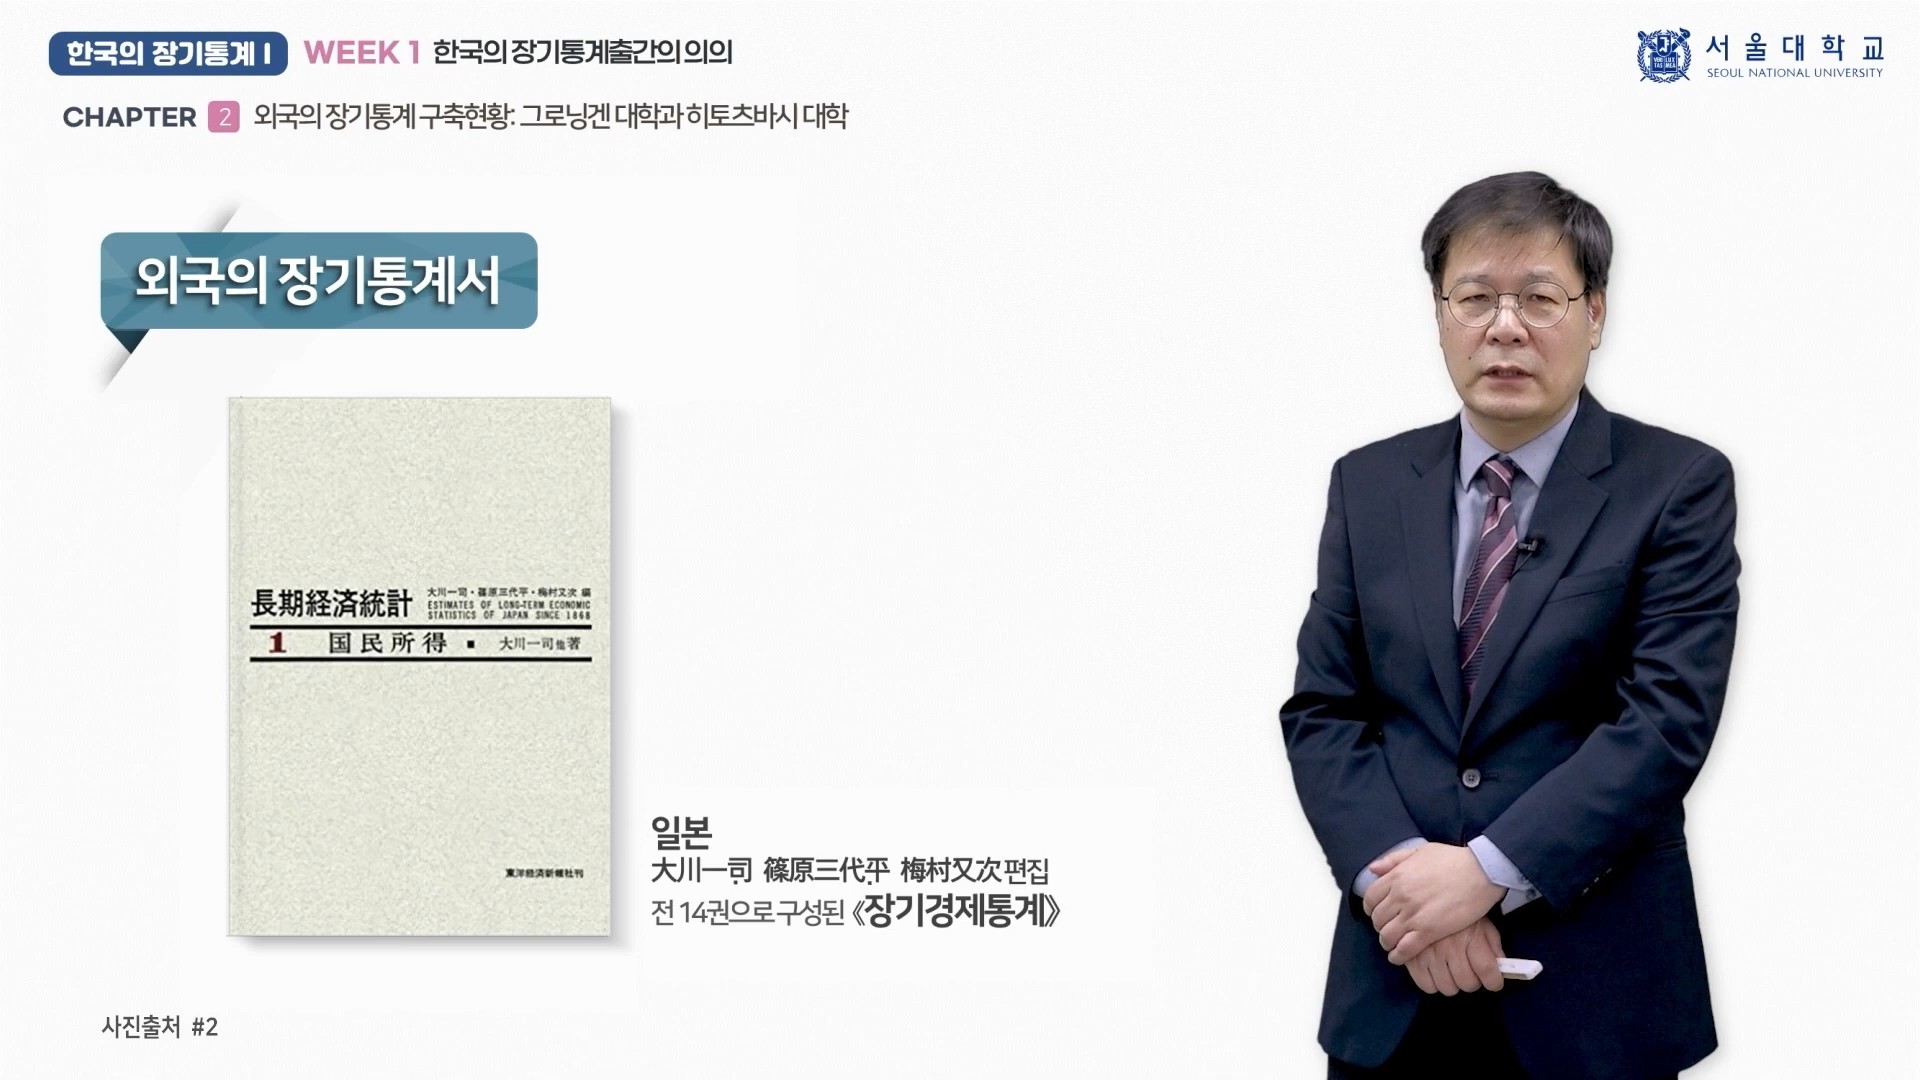 한국의 장기통계 I WEEK 1 한국의 장기통계출간의 의의
서울대학교
SEOUL NATIONAL UNIVERSITY
CHAPTER 2 외국의 장기통계 구축현황: 그로닝겐 대학과 히토츠바시 대학
외국의 장기통계서
長期経済統計
大川一司・篠原三代平・梅村又次 編
ESTIMATES OF LONG-TERM ECONOMIC
STATISTICS OF JAPAN SINCE 1868
1 国民所得 ■ 大川一司他著
東洋経済新報社刊
일본
大川一司 篠原三代平 梅村又次 편집
전 14권으로 구성된 《장기경제통계》
사진출처 #2